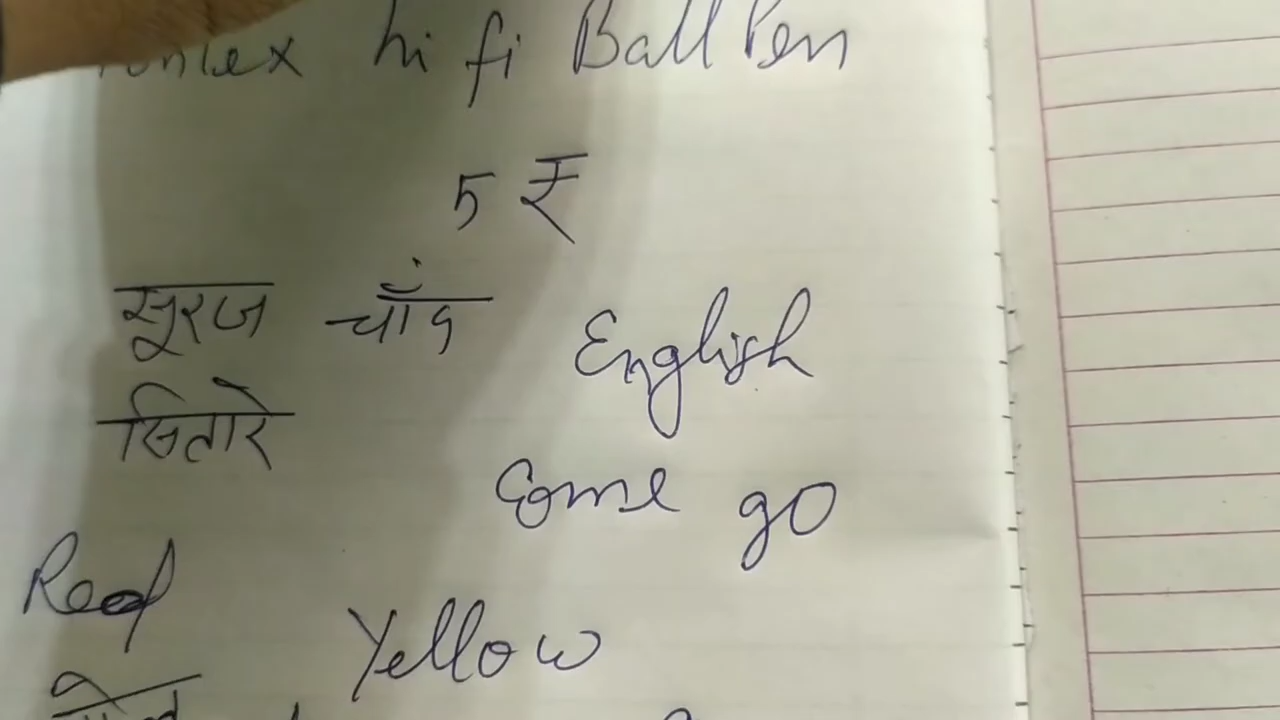 hi fi Ball Pen
5 ₹
सूरज चाँद English
सितारे
Come go
Red
Yellow